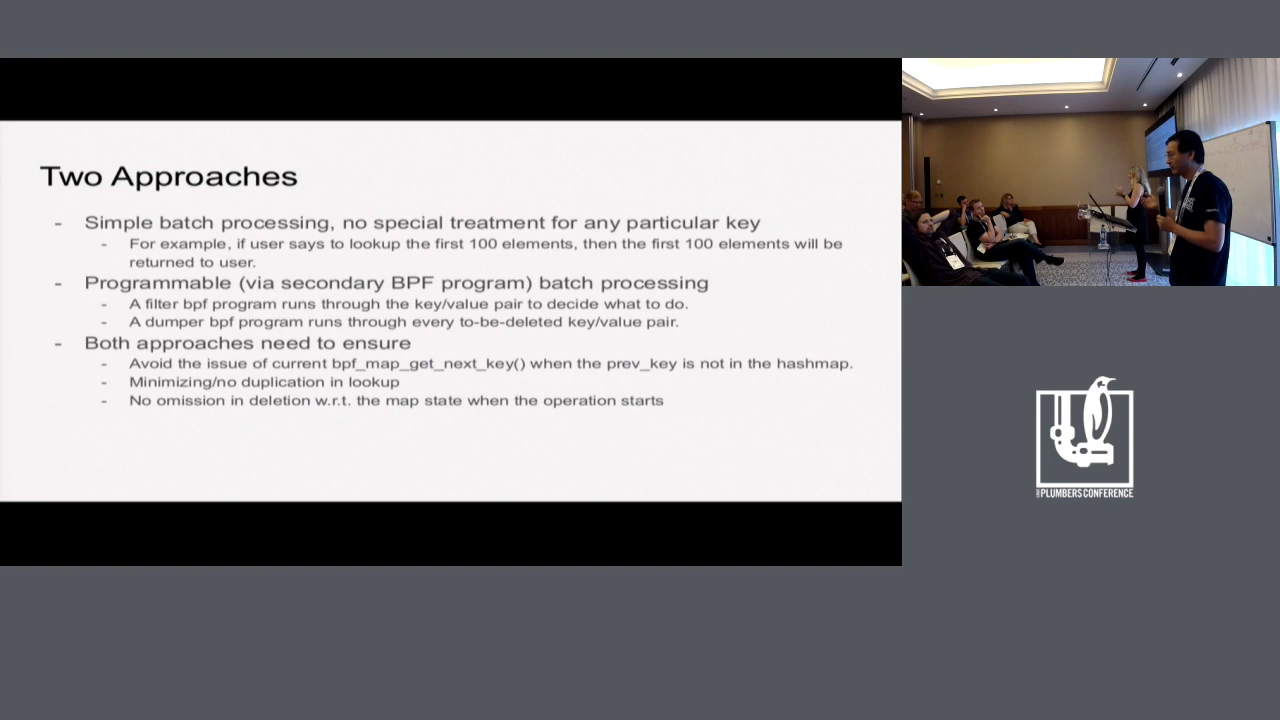 Two Approaches
- Simple batch processing, no special treatment for any particular key
- For example, if user says to lookup the first 100 elements, then the first 100 elements will be
returned to user.
- Programmable (via secondary BPF program) batch processing
- A filter bpf program runs through the key/value pair to decide what to do.
- A dumper bpf program runs through every to-be-deleted key/value pair.
- Both approaches need to ensure
- Avoid the issue of current bpf_map_get_next_key() when the prev_key is not in the hashmap.
- Minimizing/no duplication in lookup
- No omission in deletion w.r.t. the map state when the operation starts
PLUMBERS CONFERENCE